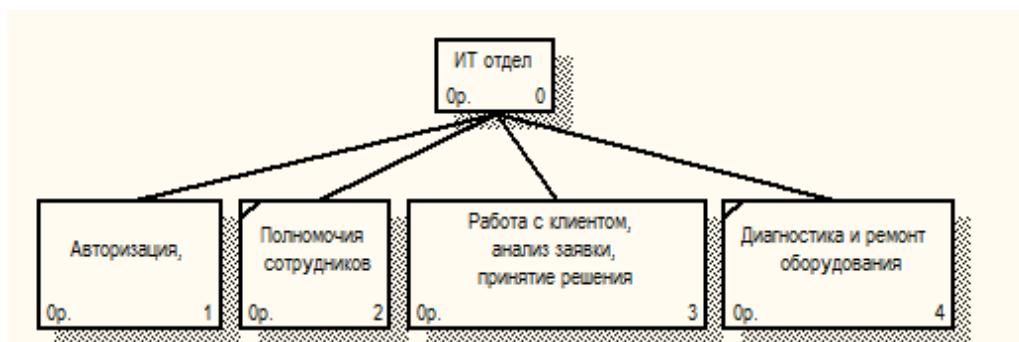 ИТ отдел
0р. 0
Авторизация,
0р. 1
Полномочия
сотрудников
0р. 2
Работа с клиентом,
анализ заявки,
принятие решения
0р. 3
Диагностика и ремонт
оборудования
0р. 4